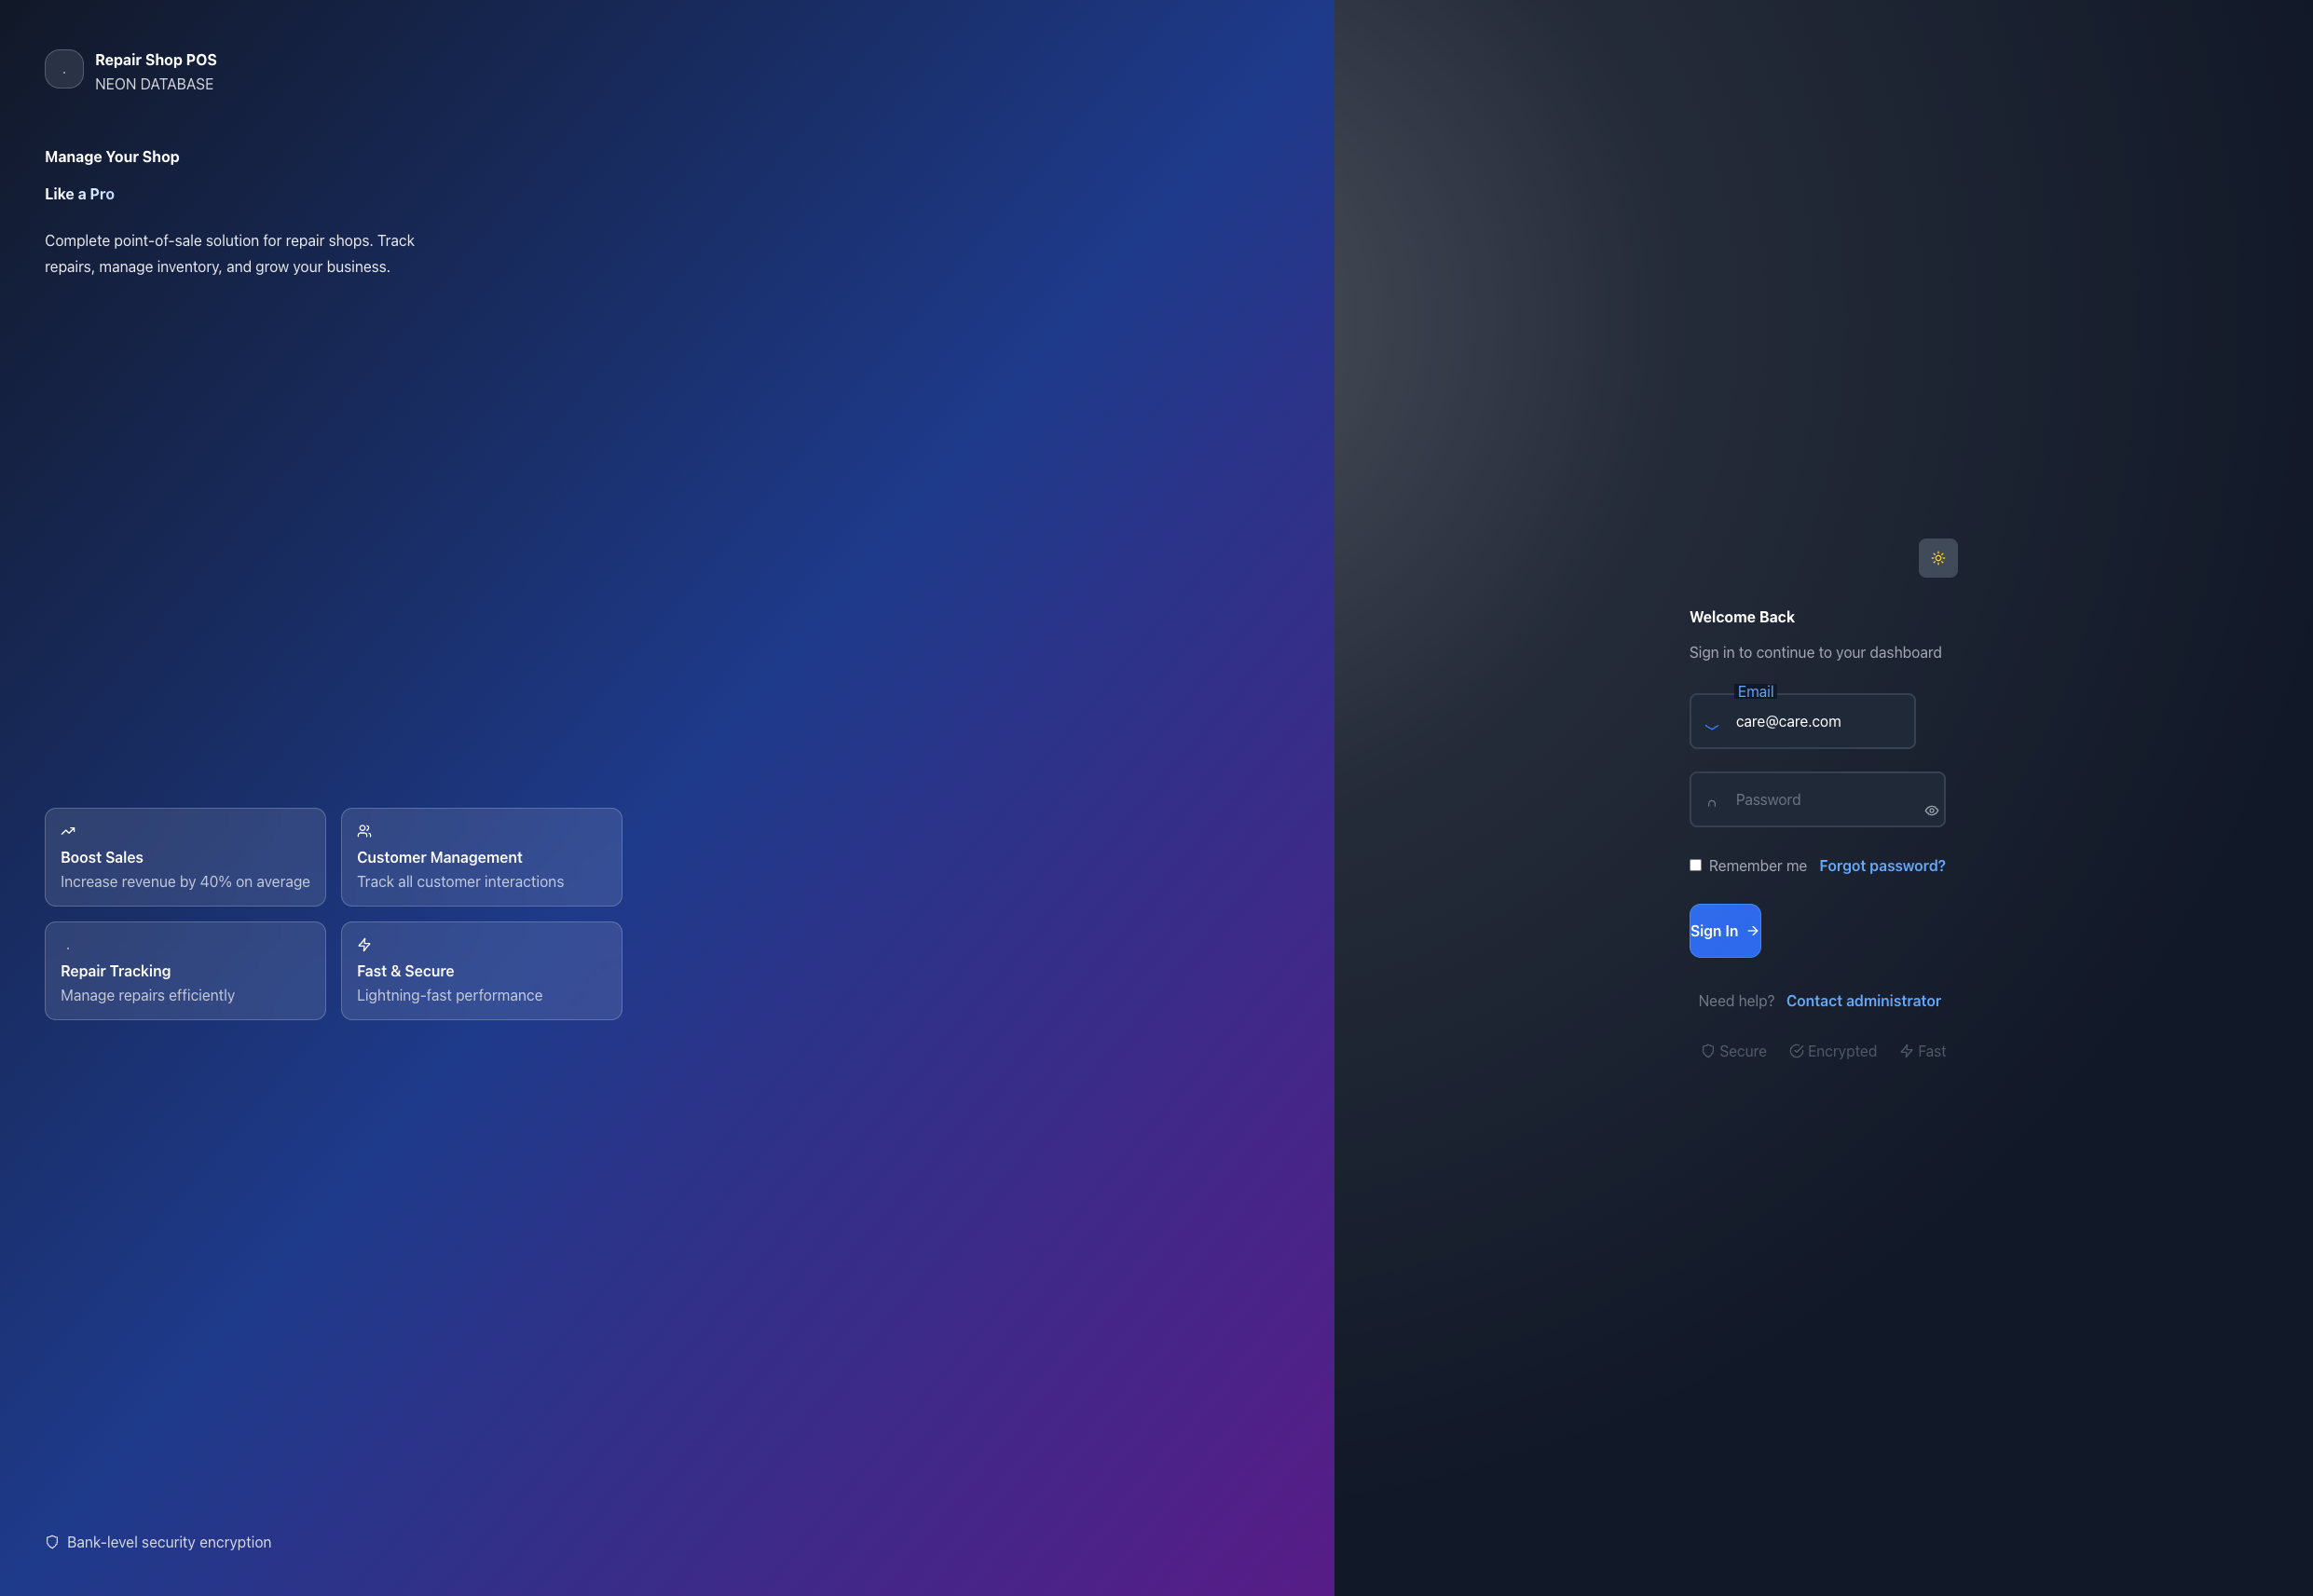 Repair Shop POS
NEON DATABASE
Manage Your Shop
Like a Pro
Complete point-of-sale solution for repair shops. Track
repairs, manage inventory, and grow your business.
Boost Sales
Increase revenue by 40% on average
Customer Management
Track all customer interactions
Repair Tracking
Manage repairs efficiently
Fast & Secure
Lightning-fast performance
Bank-level security encryption
Welcome Back
Sign in to continue to your dashboard
Email
care@care.com
Password
Remember me Forgot password?
Sign In
Need help? Contact administrator
Secure Encrypted Fast